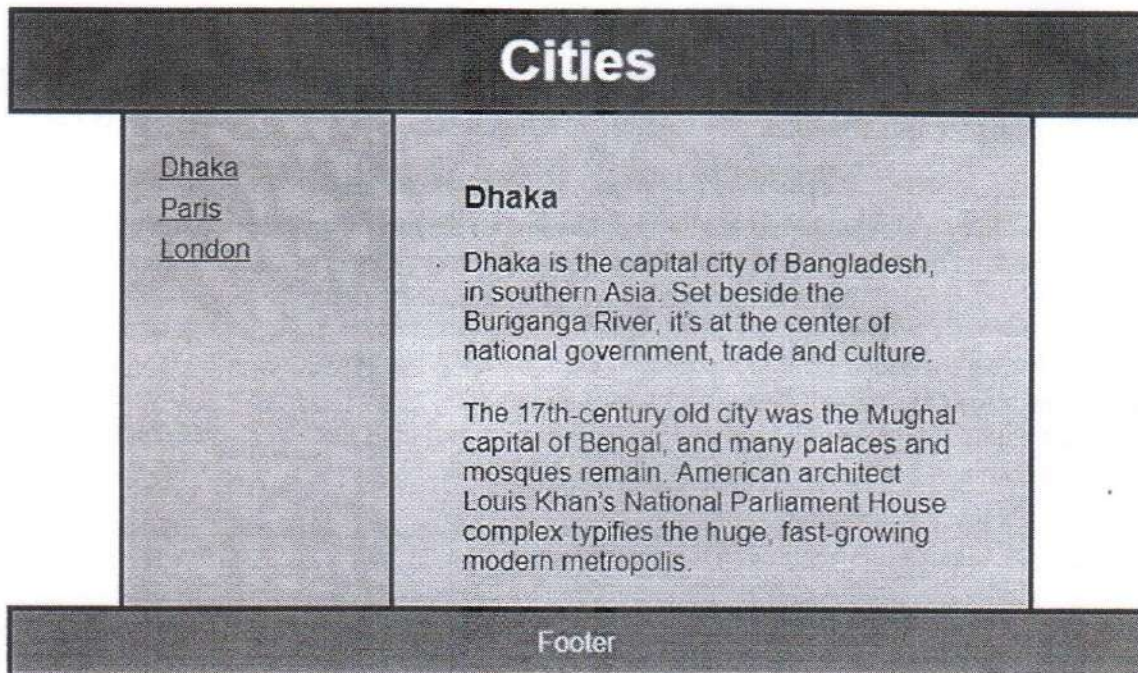 Cities
Dhaka
Paris
London
Dhaka
Dhaka is the capital city of Bangladesh,
in southern Asia. Set beside the
Buriganga River, it's at the center of
national government, trade and culture.
The 17th-century old city was the Mughal
capital of Bengal, and many palaces and
mosques remain. American architect
Louis Khan's National Parliament House
complex typifies the huge, fast-growing
modern metropolis.
Footer